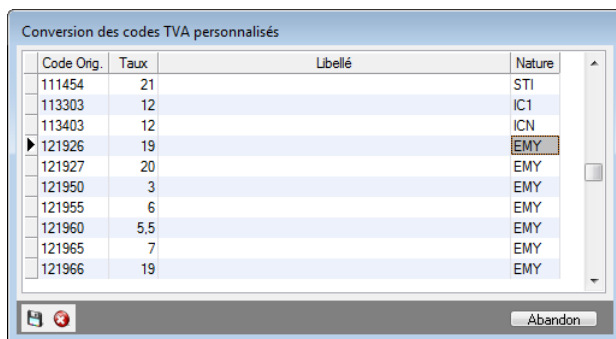 Conversion des codes TVA personnalisés
Code Orig. Taux Libellé Nature
111454 21 STI
113303 12 IC1
113403 12 ICN
121926 19 EMY
121927 20 EMY
121950 3 EMY
121955 6 EMY
121960 5,5 EMY
121965 7 EMY
121966 19 EMY
Abandon